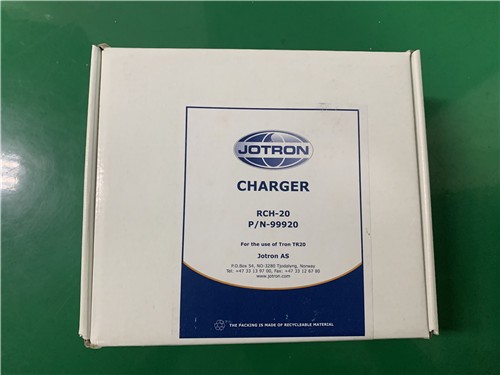 JOTRON
CHARGER
RCH-20
P/N-99920
For the use of Tron TR20
Jotron AS
P.O.Box 54, NO-3280 Tjodalyng, Norway
Tel. +47 33 13 97 00, Fax: +47 33 12 67 80
www.jotron.com
THE PACKING IS MADE OF RECYCLEABLE MATERIAL